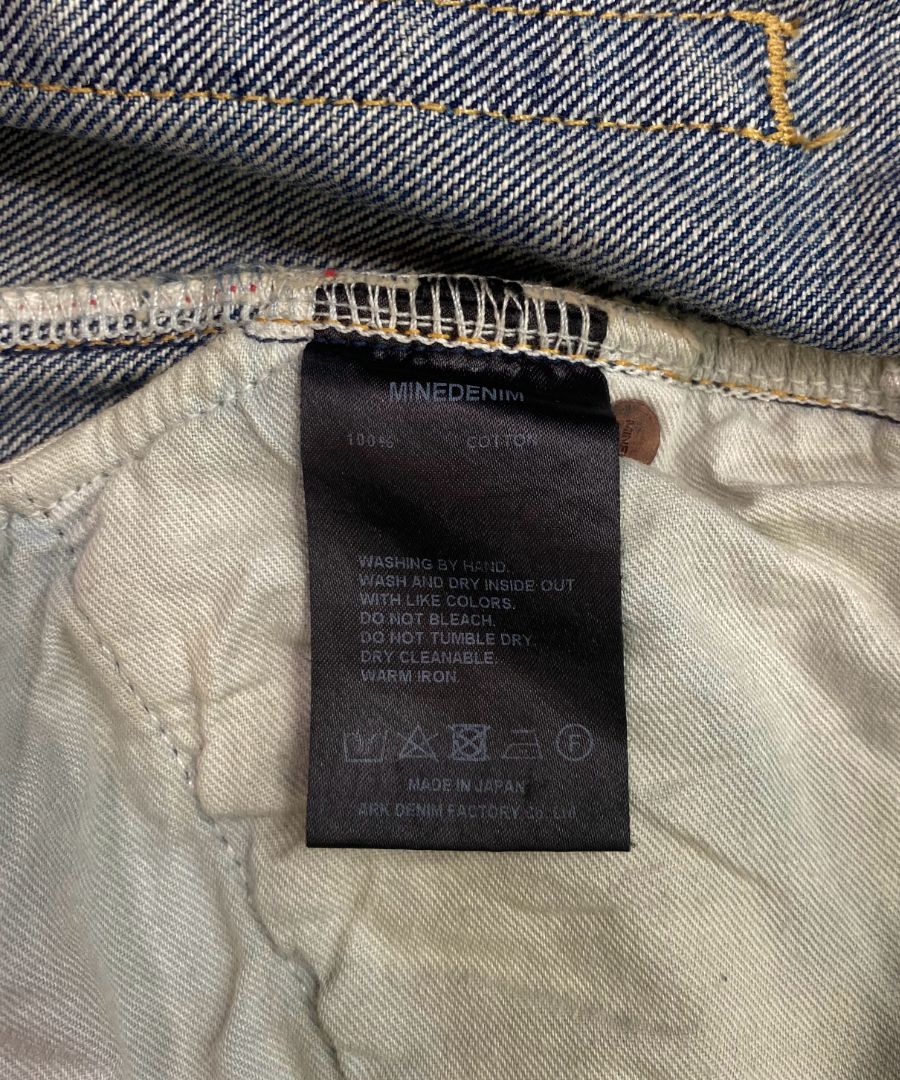 MINEDENIM
100% COTTON
WASHING BY HAND.
WASH AND DRY INSIDE OUT
WITH LIKE COLORS.
DO NOT BLEACH.
DO NOT TUMBLE DRY.
DRY CLEANABLE.
WARM IRON.
F
MADE IN JAPAN
ARK DENIM FACTORY Co.,Ltd